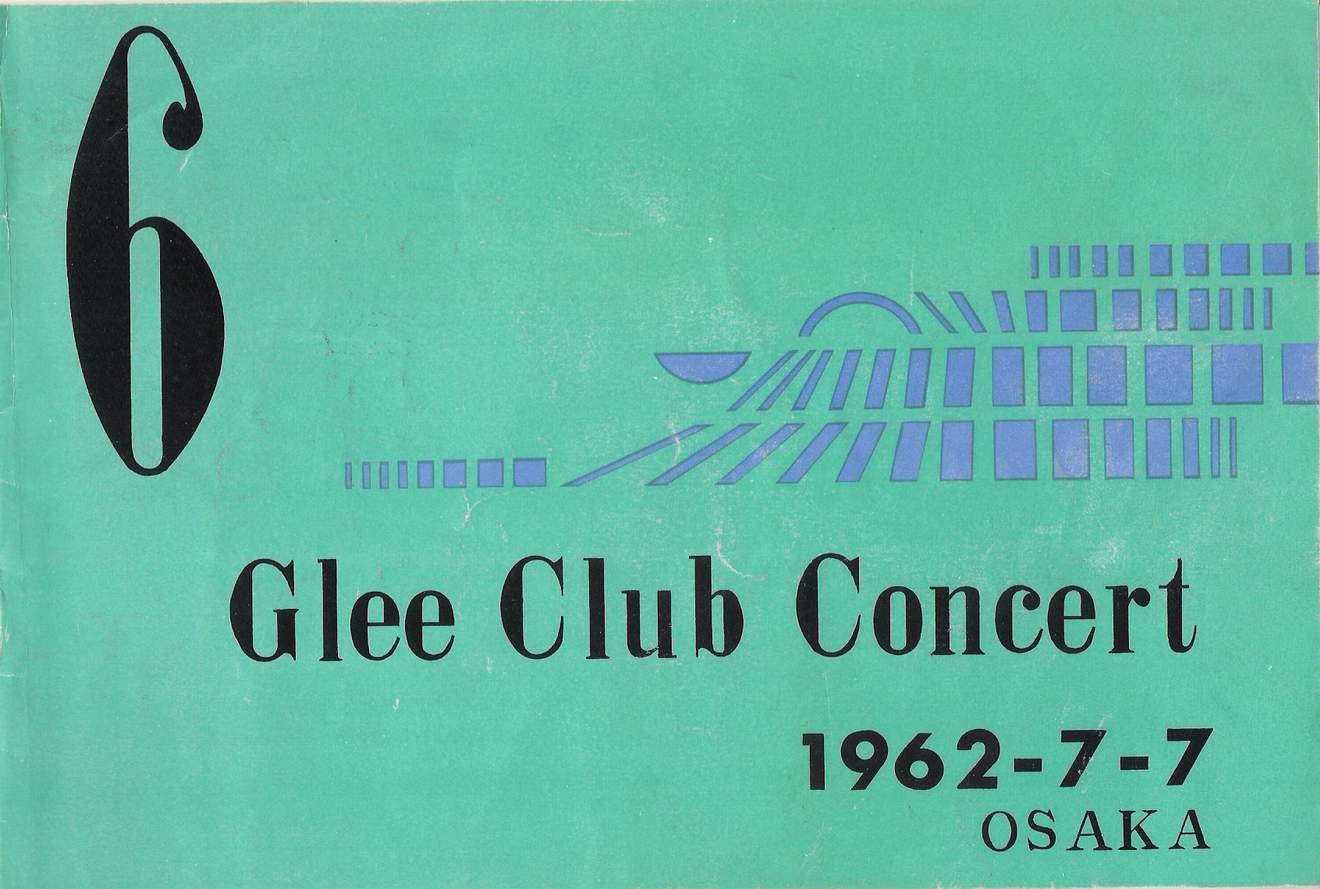 6
Glee Club Concert
1962-7-7
OSAKA